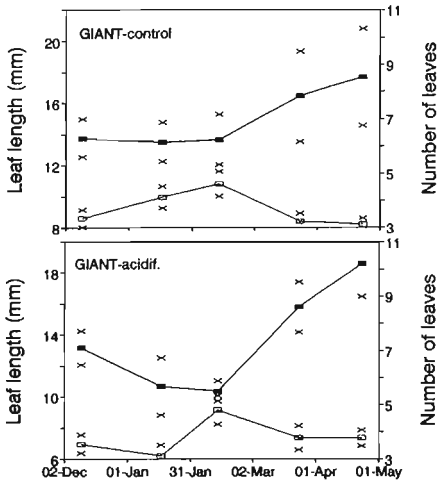 GIANT-control
Leaf length (mm)
22
20
16
12
8
Number of leaves
11
9
7
5
3
GIANT-acidif.
Leaf length (mm)
18
14
10
6
Number of leaves
11
9
7
5
3
02-Dec 01-Jan 31-Jan 02-Mar 01-Apr 01-May